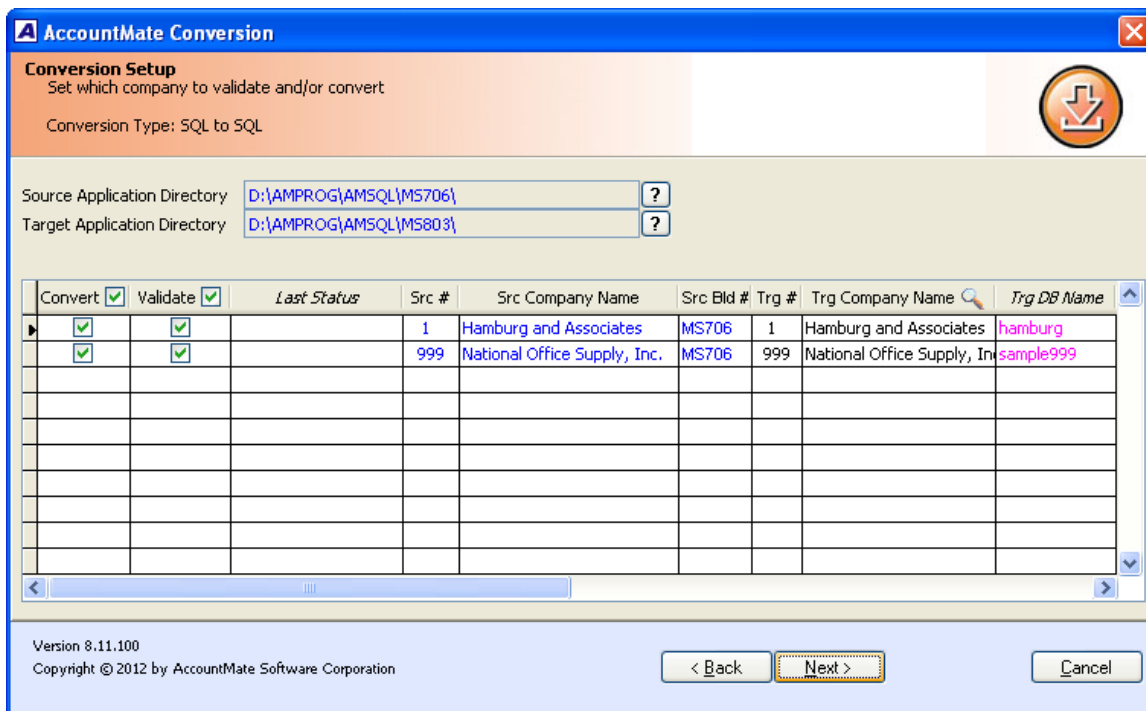 AccountMate Conversion
Conversion Setup
Set which company to validate and/or convert
Conversion Type: SQL to SQL
Source Application Directory D:\AMPROG\AMSQL\MS706\ ?
Target Application Directory D:\AMPROG\AMSQL\MS803\ ?
Convert Validate Last Status Src # Src Company Name Src Bld # Trg # Trg Company Name Trg DB Name
1 Hamburg and Associates MS706 1 Hamburg and Associates hamburg
999 National Office Supply, Inc. MS706 999 National Office Supply, In sample999
Version 8.11.100
Copyright © 2012 by AccountMate Software Corporation
< Back Next > Cancel